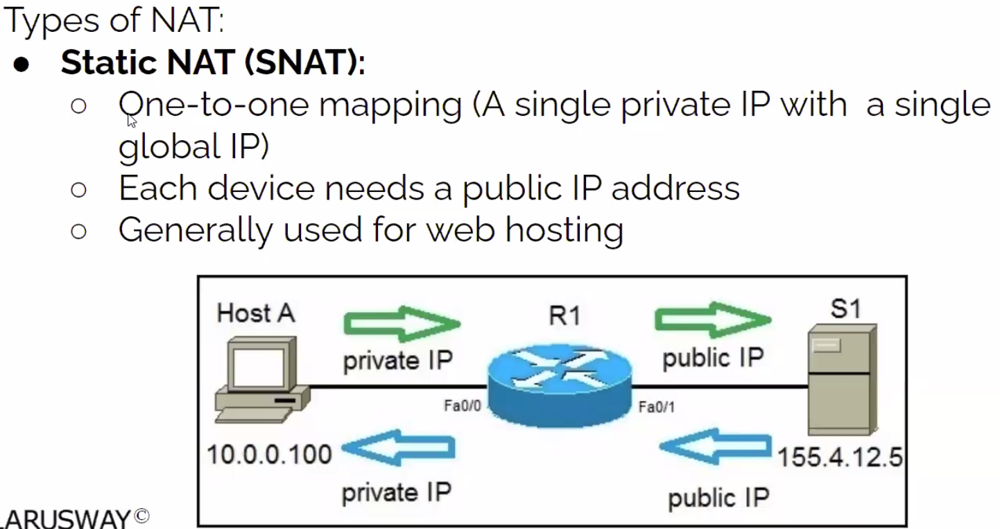 Types of NAT:
● Static NAT (SNAT):
○ One-to-one mapping (A single private IP with a single
global IP)
○ Each device needs a public IP address
○ Generally used for web hosting
Host A
R1
S1
private IP
public IP
Fa0/0
Fa0/1
10.0.0.100
155.4.12.5
private IP
public IP
LARUSWAY©